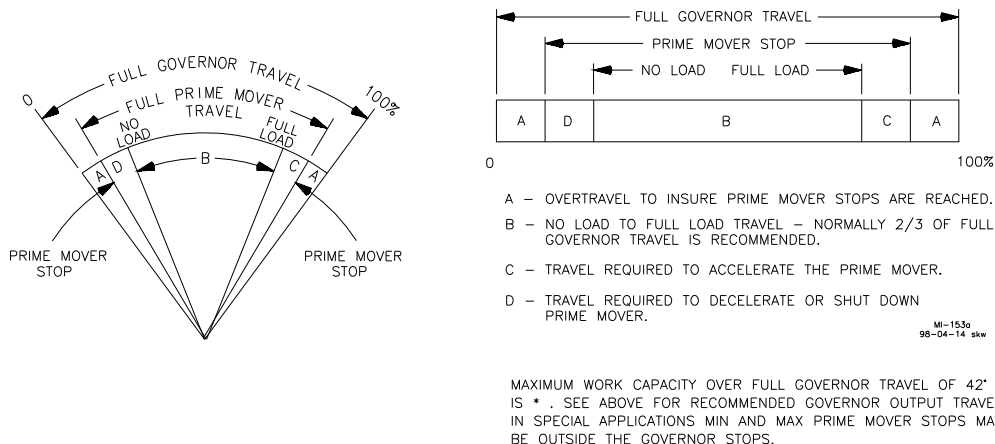 FULL GOVERNOR TRAVEL
0
100%
FULL PRIME MOVER
TRAVEL
NO
LOAD
FULL
LOAD
A
D
B
C
A
PRIME MOVER
STOP
PRIME MOVER
STOP
FULL GOVERNOR TRAVEL
PRIME MOVER STOP
NO LOAD FULL LOAD
A D B C A
0 100%
A – OVERTRAVEL TO INSURE PRIME MOVER STOPS ARE REACHED.
B – NO LOAD TO FULL LOAD TRAVEL – NORMALLY 2/3 OF FULL
GOVERNOR TRAVEL IS RECOMMENDED.
C – TRAVEL REQUIRED TO ACCELERATE THE PRIME MOVER.
D – TRAVEL REQUIRED TO DECELERATE OR SHUT DOWN
PRIME MOVER.
MI–153a
98–04–14 skw
MAXIMUM WORK CAPACITY OVER FULL GOVERNOR TRAVEL OF 42°
IS * . SEE ABOVE FOR RECOMMENDED GOVERNOR OUTPUT TRAVE
IN SPECIAL APPLICATIONS MIN AND MAX PRIME MOVER STOPS MA
BE OUTSIDE THE GOVERNOR STOPS.